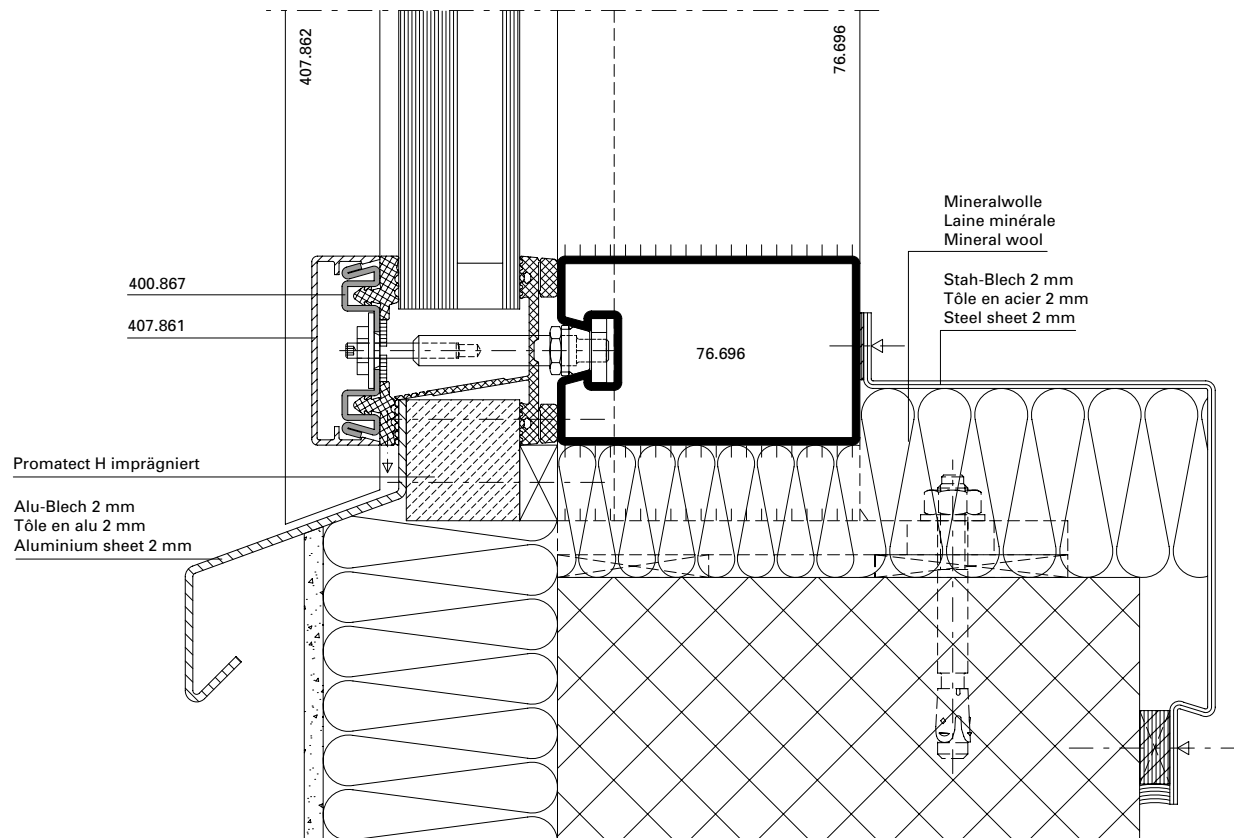 407.862
76.696
Mineralwolle
Laine minérale
Mineral wool
400.867
Stah-Blech 2 mm
Tôle en acier 2 mm
Steel sheet 2 mm
407.861
76.696
Promatect H imprägniert
Alu-Blech 2 mm
Tôle en alu 2 mm
Aluminium sheet 2 mm